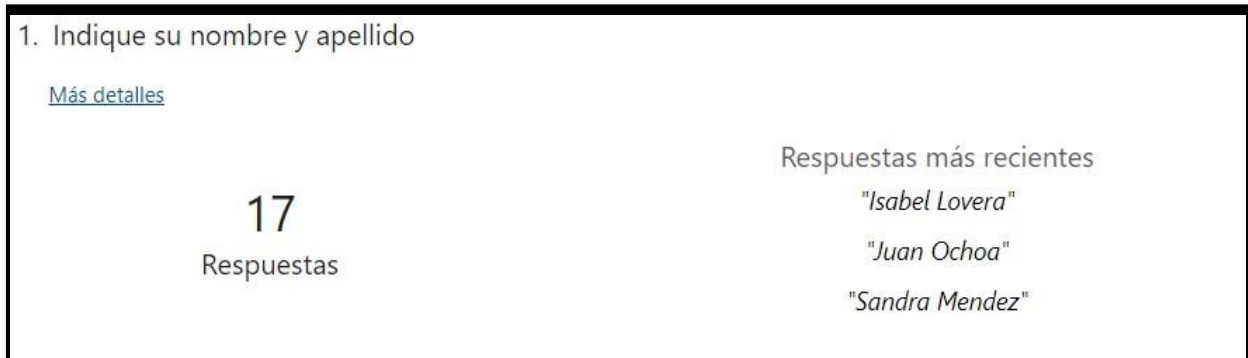 1. Indique su nombre y apellido
Más detalles
17
Respuestas
Respuestas más recientes
"Isabel Lovera"
"Juan Ochoa"
"Sandra Mendez"